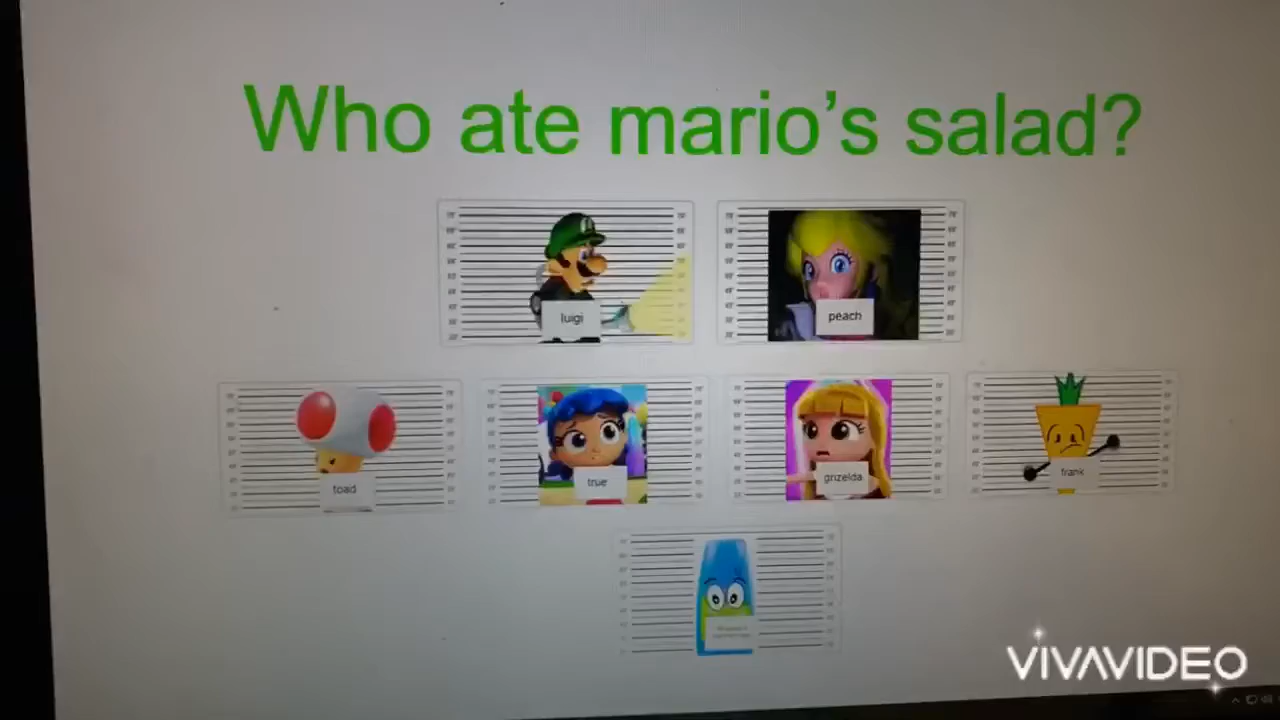 Who ate mario's salad?
luigi
peach
toad
true
grizelda
frank
VIVAVIDEO